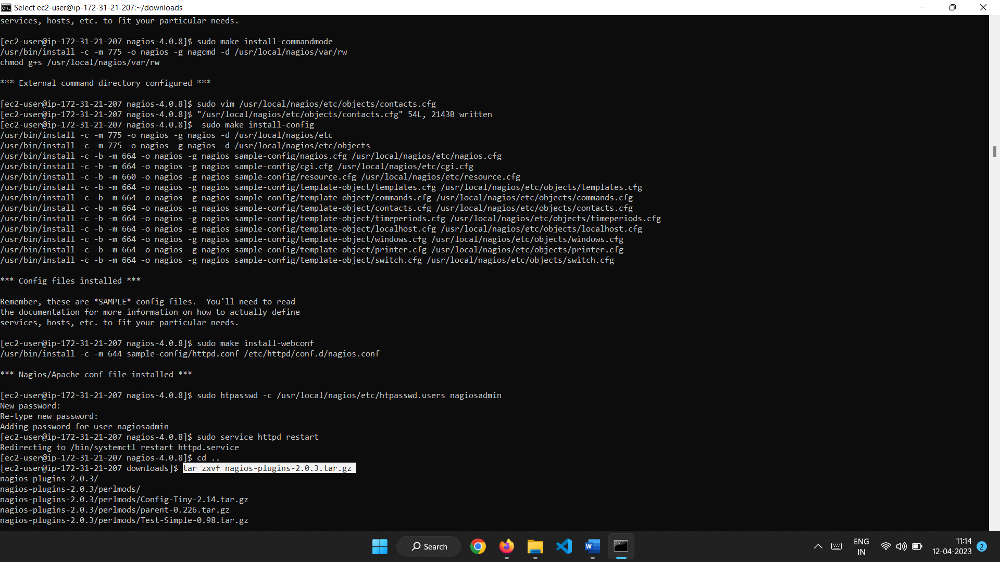 Select ec2-user@ip-172-31-21-207:~/downloads
services, hosts, etc. to fit your particular needs.
[ec2-user@ip-172-31-21-207 nagios-4.0.8]$ sudo make install-commandmode
/usr/bin/install -c -m 775 -o nagios -g nagcmd -d /usr/local/nagios/var/rw
chmod g+s /usr/local/nagios/var/rw
*** External command directory configured ***
[ec2-user@ip-172-31-21-207 nagios-4.0.8]$ sudo vim /usr/local/nagios/etc/objects/contacts.cfg
[ec2-user@ip-172-31-21-207 nagios-4.0.8]$ "/usr/local/nagios/etc/objects/contacts.cfg" 54L, 2143B written
[ec2-user@ip-172-31-21-207 nagios-4.0.8]$  sudo make install-config
/usr/bin/install -c -m 775 -o nagios -g nagios -d /usr/local/nagios/etc
/usr/bin/install -c -m 775 -o nagios -g nagios -d /usr/local/nagios/etc/objects
/usr/bin/install -c -b -m 664 -o nagios -g nagios sample-config/nagios.cfg /usr/local/nagios/etc/nagios.cfg
/usr/bin/install -c -b -m 664 -o nagios -g nagios sample-config/cgi.cfg /usr/local/nagios/etc/cgi.cfg
/usr/bin/install -c -b -m 660 -o nagios -g nagios sample-config/resource.cfg /usr/local/nagios/etc/resource.cfg
/usr/bin/install -c -b -m 664 -o nagios -g nagios sample-config/template-object/templates.cfg /usr/local/nagios/etc/objects/templates.cfg
/usr/bin/install -c -b -m 664 -o nagios -g nagios sample-config/template-object/commands.cfg /usr/local/nagios/etc/objects/commands.cfg
/usr/bin/install -c -b -m 664 -o nagios -g nagios sample-config/template-object/contacts.cfg /usr/local/nagios/etc/objects/contacts.cfg
/usr/bin/install -c -b -m 664 -o nagios -g nagios sample-config/template-object/timeperiods.cfg /usr/local/nagios/etc/objects/timeperiods.cfg
/usr/bin/install -c -b -m 664 -o nagios -g nagios sample-config/template-object/localhost.cfg /usr/local/nagios/etc/objects/localhost.cfg
/usr/bin/install -c -b -m 664 -o nagios -g nagios sample-config/template-object/windows.cfg /usr/local/nagios/etc/objects/windows.cfg
/usr/bin/install -c -b -m 664 -o nagios -g nagios sample-config/template-object/printer.cfg /usr/local/nagios/etc/objects/printer.cfg
/usr/bin/install -c -b -m 664 -o nagios -g nagios sample-config/template-object/switch.cfg /usr/local/nagios/etc/objects/switch.cfg
*** Config files installed ***
Remember, these are *SAMPLE* config files.  You'll need to read
the documentation for more information on how to actually define
services, hosts, etc. to fit your particular needs.
[ec2-user@ip-172-31-21-207 nagios-4.0.8]$ sudo make install-webconf
/usr/bin/install -c -m 644 sample-config/httpd.conf /etc/httpd/conf.d/nagios.conf
*** Nagios/Apache conf file installed ***
[ec2-user@ip-172-31-21-207 nagios-4.0.8]$ sudo htpasswd -c /usr/local/nagios/etc/htpasswd.users nagiosadmin
New password:
Re-type new password:
Adding password for user nagiosadmin
[ec2-user@ip-172-31-21-207 nagios-4.0.8]$ sudo service httpd restart
Redirecting to /bin/systemctl restart httpd.service
[ec2-user@ip-172-31-21-207 nagios-4.0.8]$ cd ..
[ec2-user@ip-172-31-21-207 downloads]$ tar zxvf nagios-plugins-2.0.3.tar.gz
nagios-plugins-2.0.3/
nagios-plugins-2.0.3/perlmods/
nagios-plugins-2.0.3/perlmods/Config-Tiny-2.14.tar.gz
nagios-plugins-2.0.3/perlmods/parent-0.226.tar.gz
nagios-plugins-2.0.3/perlmods/Test-Simple-0.98.tar.gz
Search
ENG
IN
11:14
12-04-2023
2